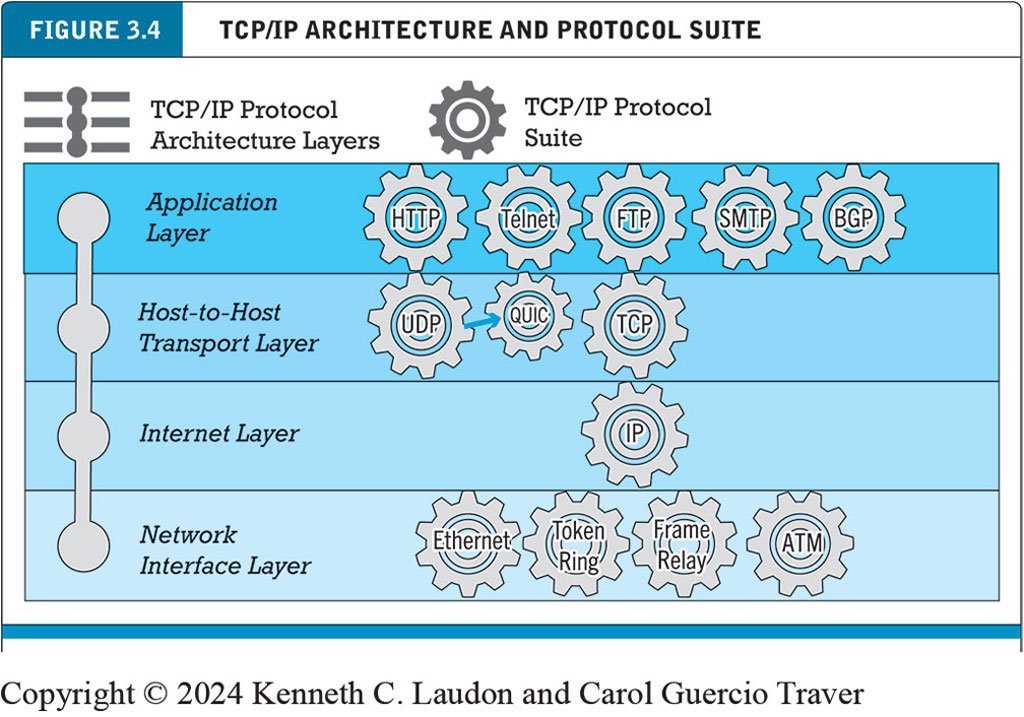 FIGURE 3.4
TCP/IP ARCHITECTURE AND PROTOCOL SUITE
TCP/IP Protocol
Architecture Layers
TCP/IP Protocol
Suite
Application
Layer
HTTP
Telnet
FTP
SMTP
BGP
Host-to-Host
Transport Layer
UDP
QUIC
TCP
Internet Layer
IP
Network
Interface Layer
Ethernet
Token
Ring
Frame
Relay
ATM
Copyright © 2024 Kenneth C. Laudon and Carol Guercio Traver